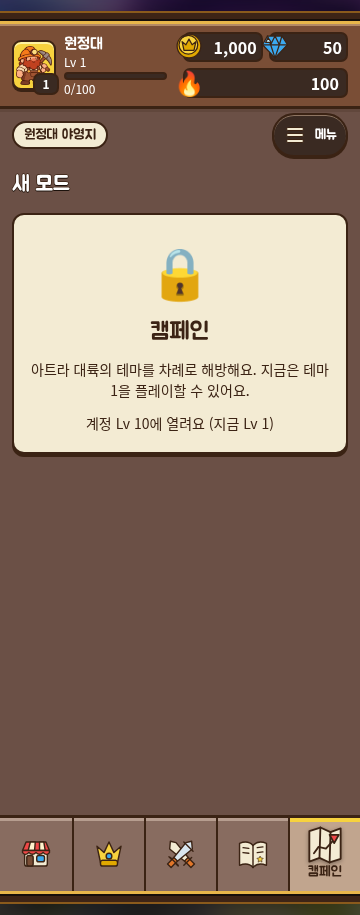 원정대
Lv 1
0/100
1
1,000
50
100
원정대 야영지
메뉴
새 모드
캠페인
아트라 대륙의 테마를 차례로 해방해요. 지금은 테마
1을 플레이할 수 있어요.
계정 Lv 10에 열려요 (지금 Lv 1)
캠페인